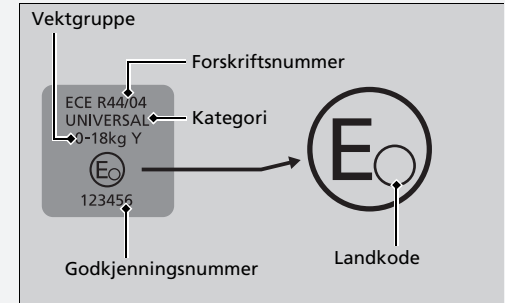 Vektgruppe
Forskriftsnummer
ECE R44/04
UNIVERSAL
Kategori
0-18kg Y
E
E
123456
Godkjenningsnummer
Landkode